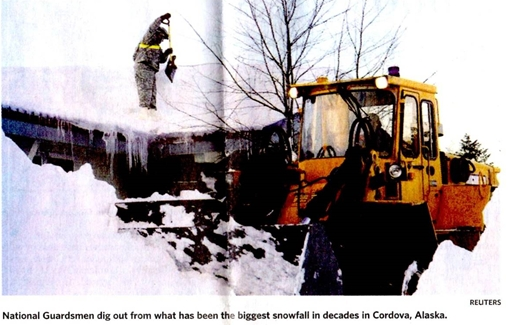 REUTERS
National Guardsmen dig out from what has been the biggest snowfall in decades in Cordova, Alaska.